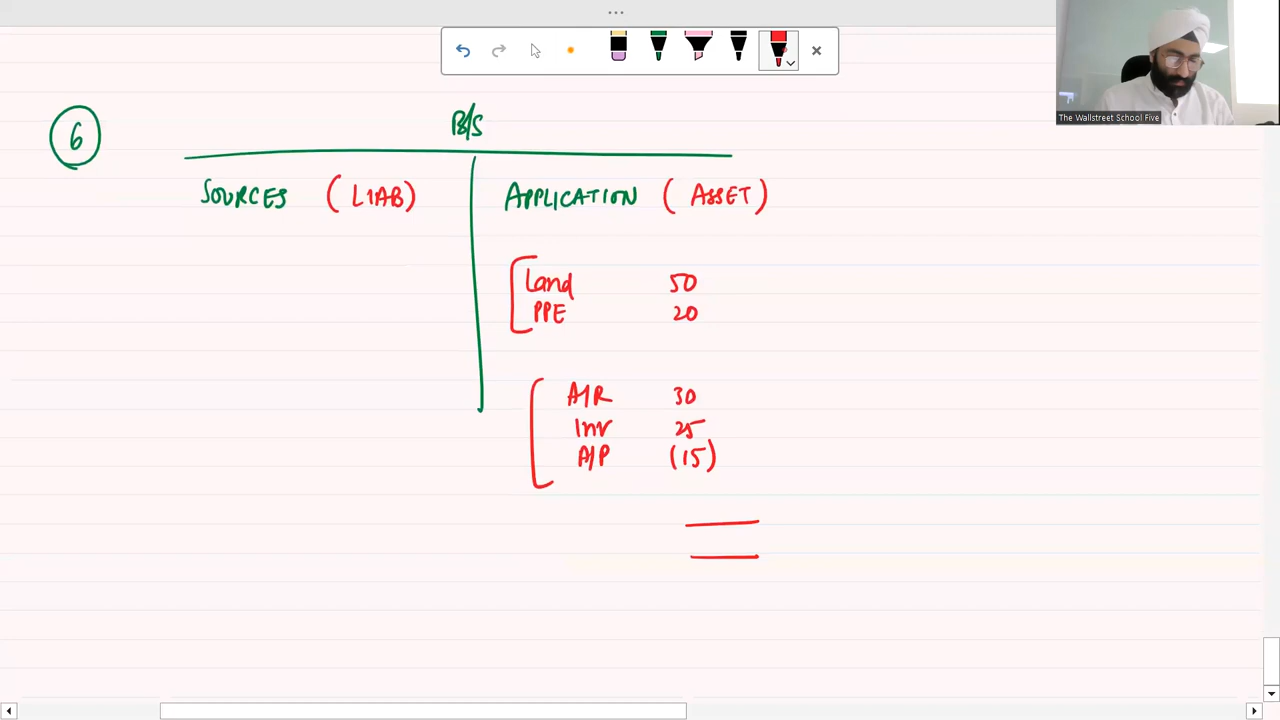 The Wallstreet School Five
6
B/S
SOURCES (LIAB) APPLICATION (ASSET)
Land 50
PPE 20
A/R 30
Inv 25
A/P (15)